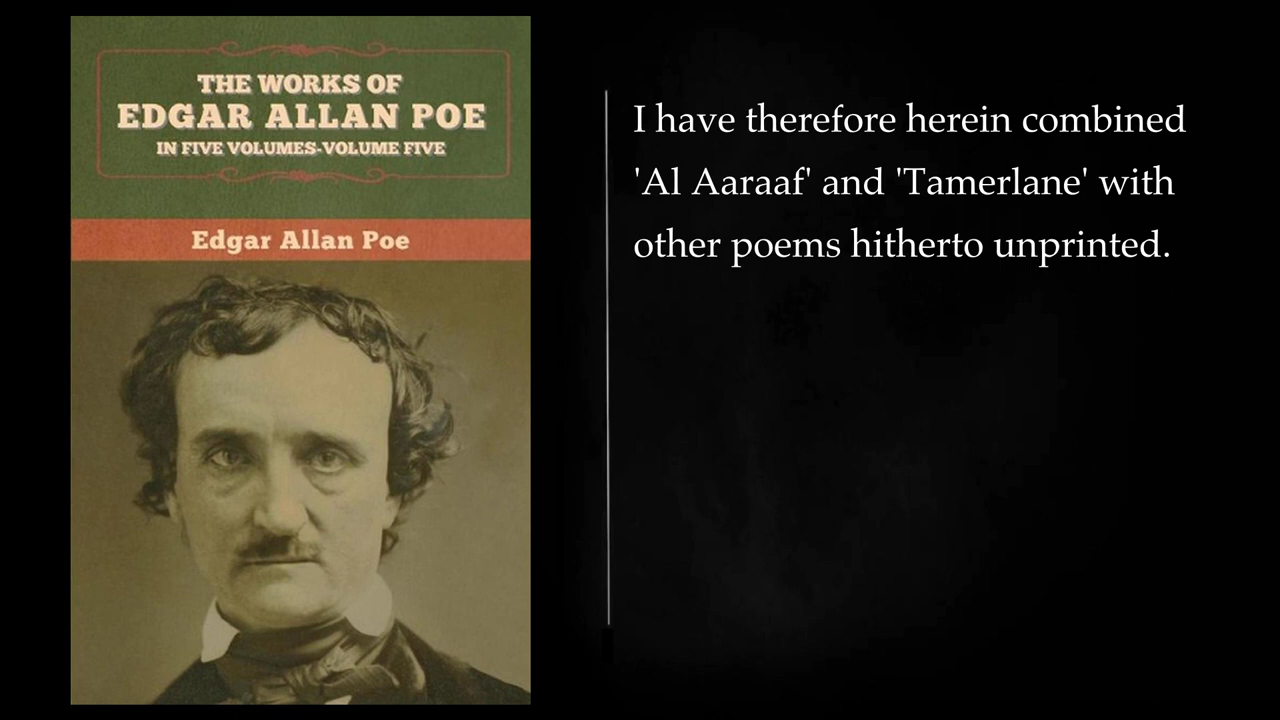 THE WORKS OF
EDGAR ALLAN POE
IN FIVE VOLUMES-VOLUME FIVE
Edgar Allan Poe
I have therefore herein combined
'Al Aaraaf' and 'Tamerlane' with
other poems hitherto unprinted.